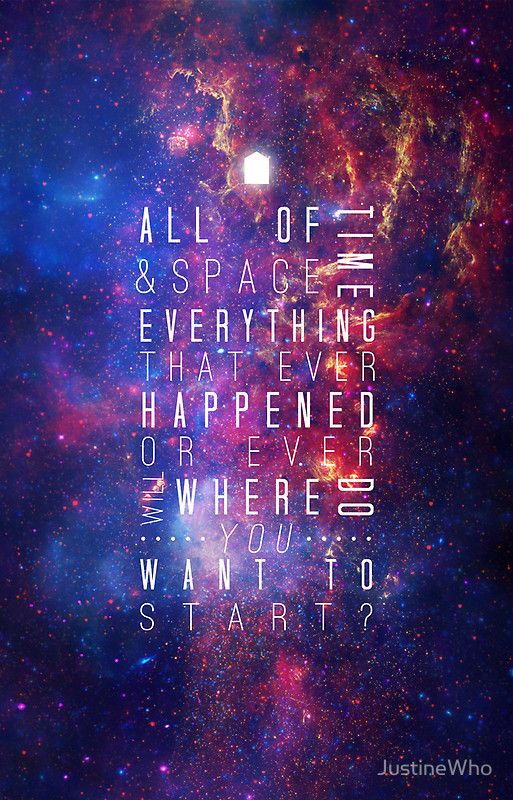 ALL OF TIME
& SPACE
EVERYTHING
THAT EVER
HAPPENED
OR EVER
WILL WHERE DO
YOU
WANT TO
START?
JustineWho